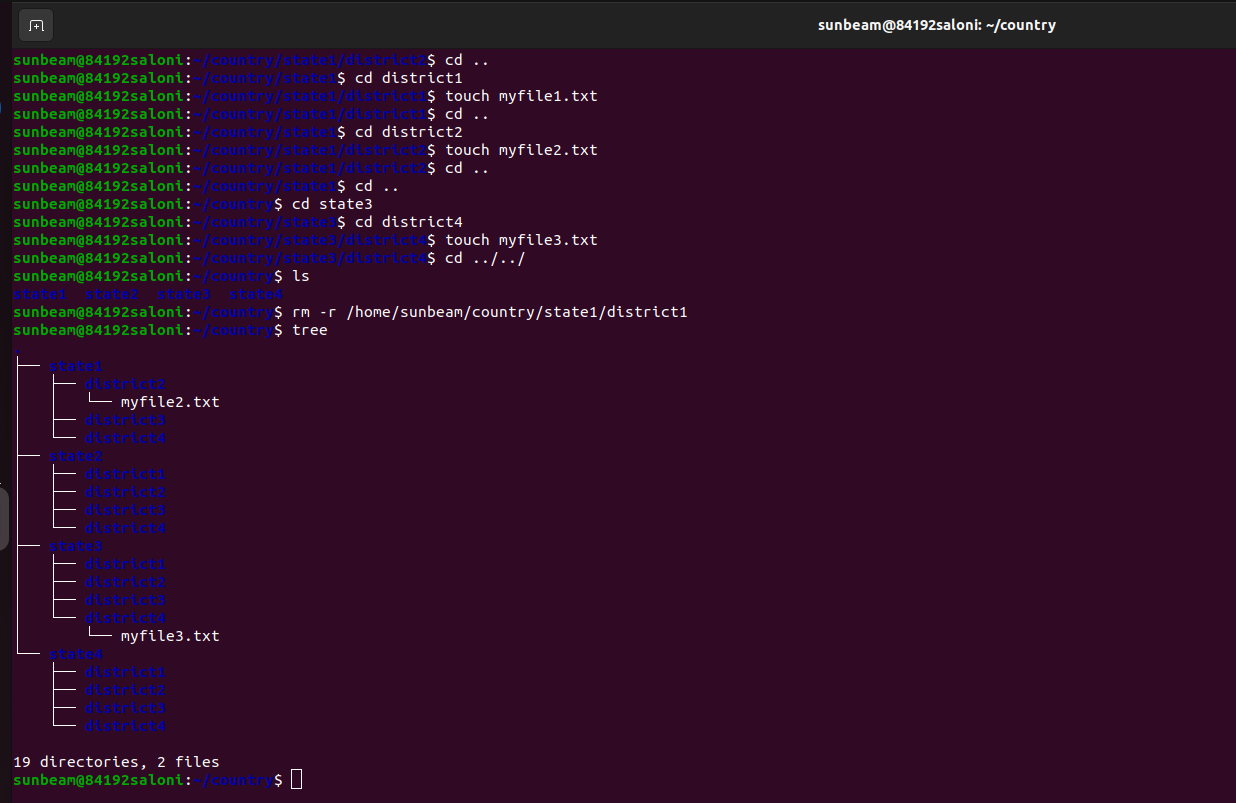 sunbeam@84192saloni: ~/country
sunbeam@84192saloni:~/country/state1/district2$ cd ..
sunbeam@84192saloni:~/country/state1$ cd district1
sunbeam@84192saloni:~/country/state1/district1$ touch myfile1.txt
sunbeam@84192saloni:~/country/state1/district1$ cd ..
sunbeam@84192saloni:~/country/state1$ cd district2
sunbeam@84192saloni:~/country/state1/district2$ touch myfile2.txt
sunbeam@84192saloni:~/country/state1/district2$ cd ..
sunbeam@84192saloni:~/country/state1$ cd ..
sunbeam@84192saloni:~/country$ cd state3
sunbeam@84192saloni:~/country/state3$ cd district4
sunbeam@84192saloni:~/country/state3/district4$ touch myfile3.txt
sunbeam@84192saloni:~/country/state3/district4$ cd ../../
sunbeam@84192saloni:~/country$ ls
state1  state2  state3  state4
sunbeam@84192saloni:~/country$ rm -r /home/sunbeam/country/state1/district1
sunbeam@84192saloni:~/country$ tree
.
├── state1
│   ├── district2
│   │   └── myfile2.txt
│   ├── district3
│   └── district4
├── state2
│   ├── district1
│   ├── district2
│   ├── district3
│   └── district4
├── state3
│   ├── district1
│   ├── district2
│   ├── district3
│   └── district4
│       └── myfile3.txt
└── state4
    ├── district1
    ├── district2
    ├── district3
    └── district4
19 directories, 2 files
sunbeam@84192saloni:~/country$